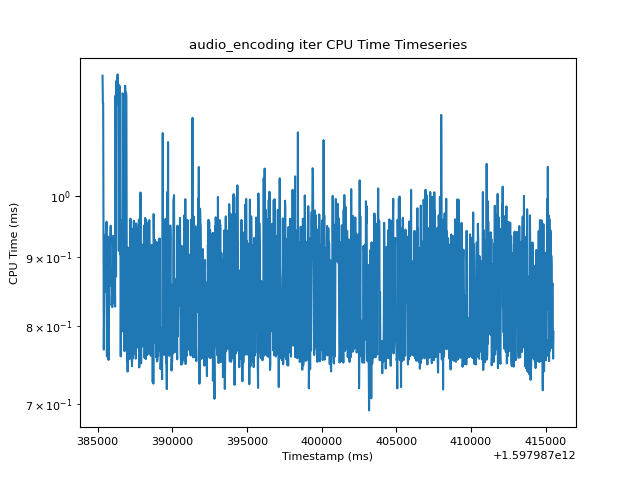 audio_encoding iter CPU Time Timeseries
CPU Time (ms)
10⁰
9 × 10⁻¹
8 × 10⁻¹
7 × 10⁻¹
385000 390000 395000 400000 405000 410000 415000
Timestamp (ms)
+1.597987e12